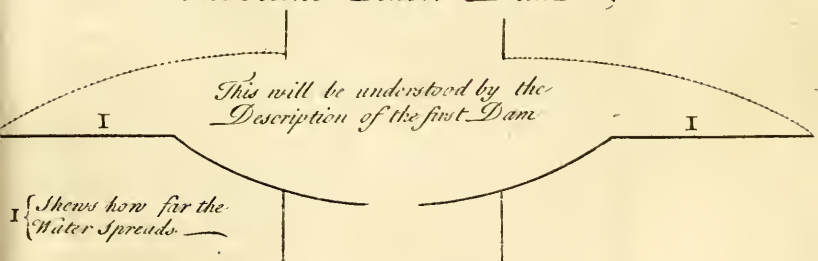 This will be understood by the
Description of the first Dam
I
I
I { Shews how far the
Water Spreads.